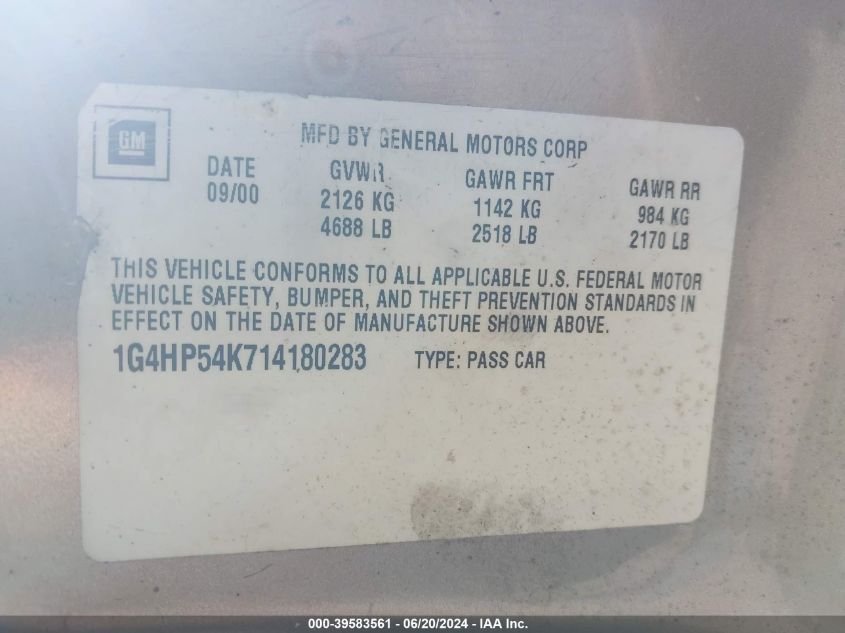 GM
MFD BY GENERAL MOTORS CORP
DATE GVWR GAWR FRT GAWR RR
09/00 2126 KG 1142 KG 984 KG
4688 LB 2518 LB 2170 LB
THIS VEHICLE CONFORMS TO ALL APPLICABLE U.S. FEDERAL MOTOR
VEHICLE SAFETY, BUMPER, AND THEFT PREVENTION STANDARDS IN
EFFECT ON THE DATE OF MANUFACTURE SHOWN ABOVE.
1G4HP54K714180283 TYPE: PASS CAR
000-39583561 - 06/20/2024 - IAA Inc.